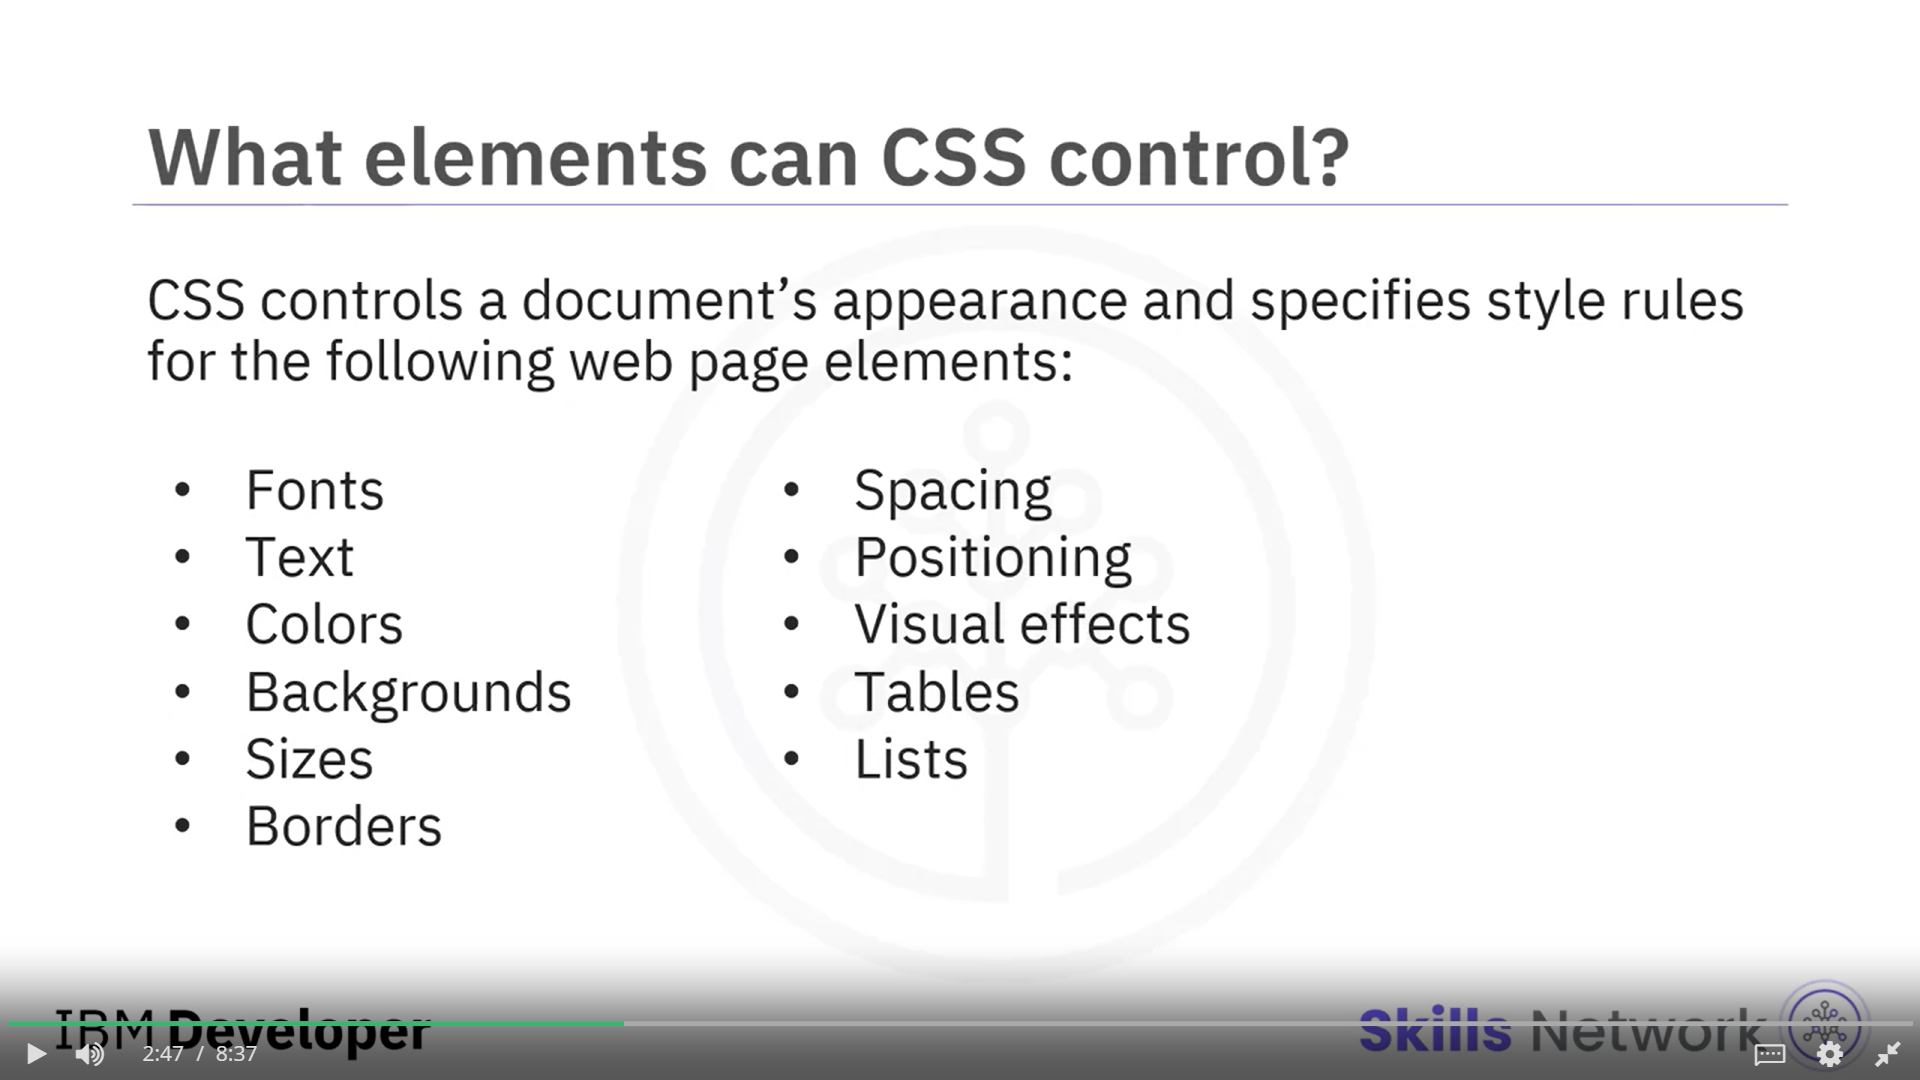 What elements can CSS control?
CSS controls a document’s appearance and specifies style rules
for the following web page elements:
• Fonts
• Text
• Colors
• Backgrounds
• Sizes
• Borders
• Spacing
• Positioning
• Visual effects
• Tables
• Lists
IBM Developer
Skills Network
2:47 / 8:37